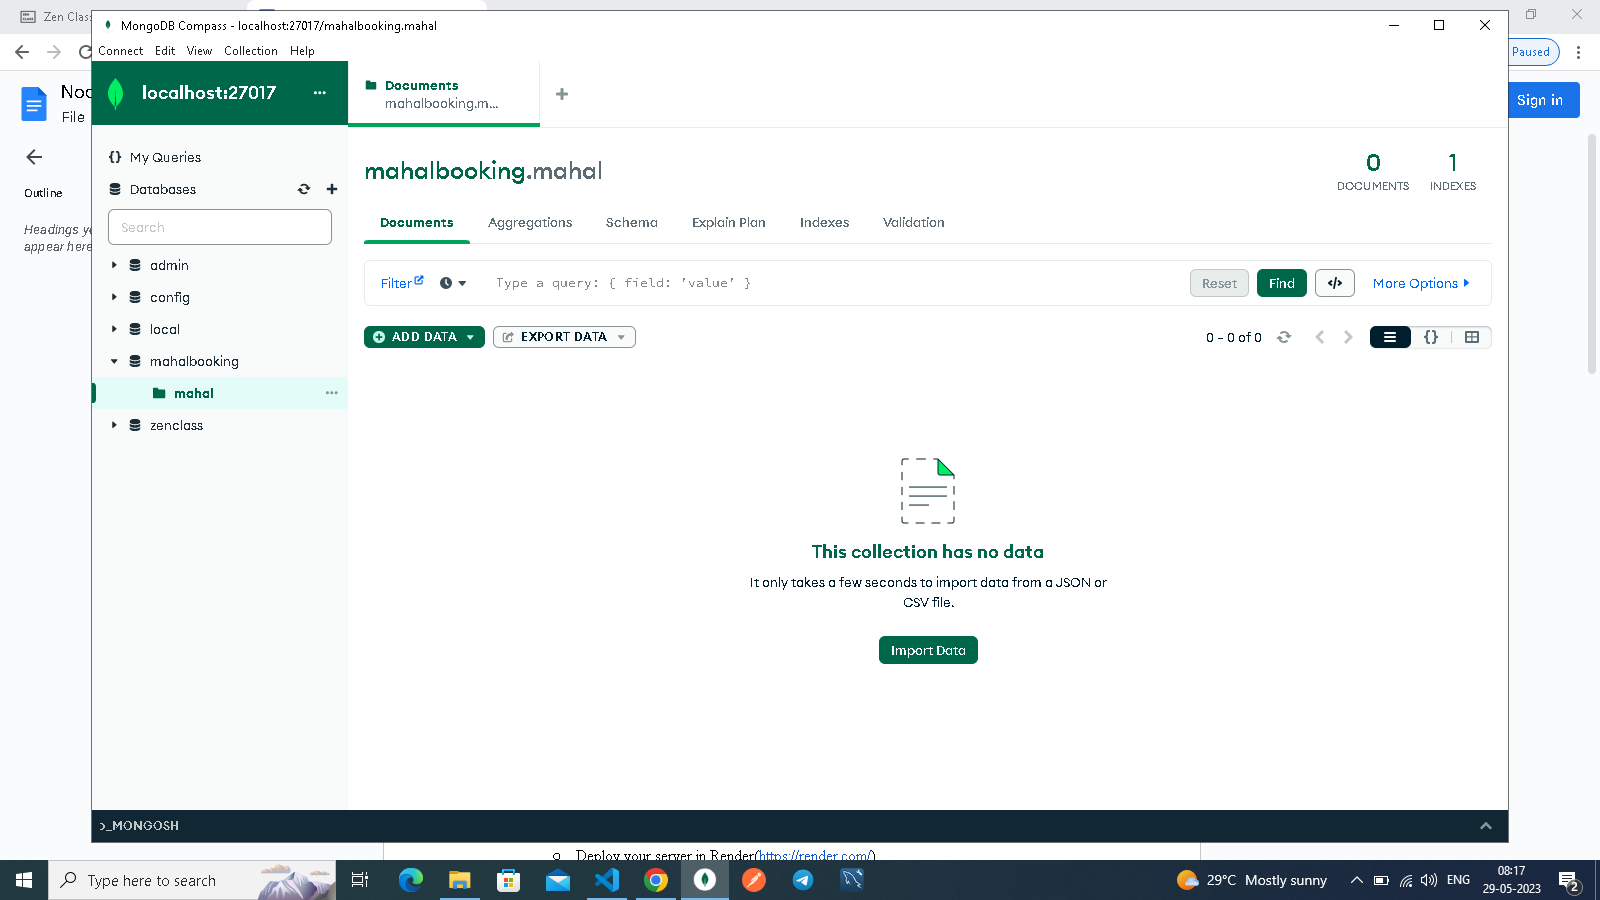 Zen Clas
MongoDB Compass - localhost:27017/mahalbooking.mahal
Connect Edit View Collection Help
Paused
localhost:27017
Documents
mahalbooking.m...
Sign in
File
My Queries
Databases
Search
Outline
Headings
appear here
admin
config
local
mahalbooking
mahal
zenclass
mahalbooking.mahal
0
DOCUMENTS
1
INDEXES
Documents Aggregations Schema Explain Plan Indexes Validation
Filter Type a query: { field: 'value' } Reset Find </> More Options
ADD DATA EXPORT DATA 0 – 0 of 0 {}
This collection has no data
It only takes a few seconds to import data from a JSON or
CSV file.
Import Data
>_MONGOSH
Deploy your server in Render(https://render.com/)
Type here to search
29°C Mostly sunny
ENG
08:17
29-05-2023
2